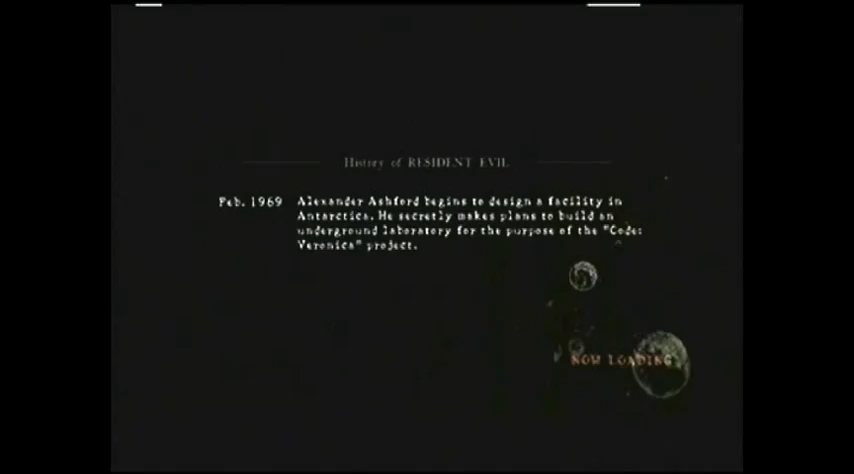 History of RESIDENT EVIL
Feb. 1969 Alexander Ashford begins to design a facility in
Antarctica. He secretly makes plans to build an
underground laboratory for the purpose of the "Code:
Veronica" project.
NOW LOADING